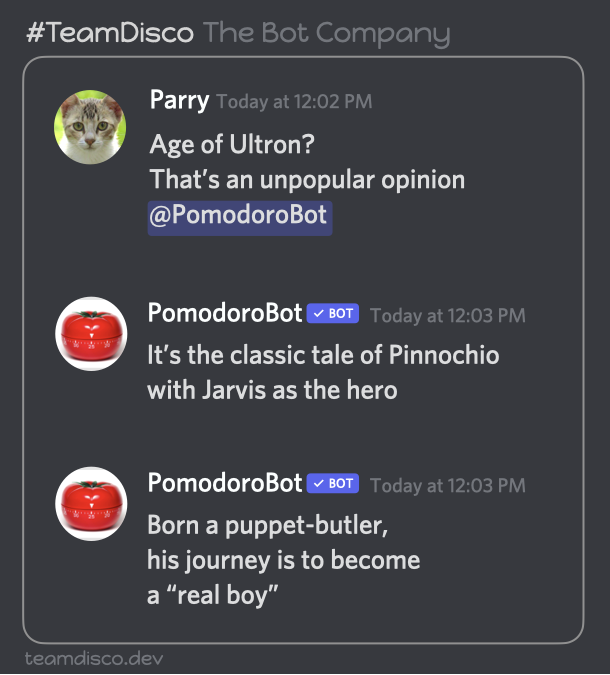 #TeamDisco The Bot Company
Parry Today at 12:02 PM
Age of Ultron?
That's an unpopular opinion
@PomodoroBot
PomodoroBot ✓ BOT Today at 12:03 PM
It's the classic tale of Pinnochio
with Jarvis as the hero
PomodoroBot ✓ BOT Today at 12:03 PM
Born a puppet-butler,
his journey is to become
a “real boy”
teamdisco.dev